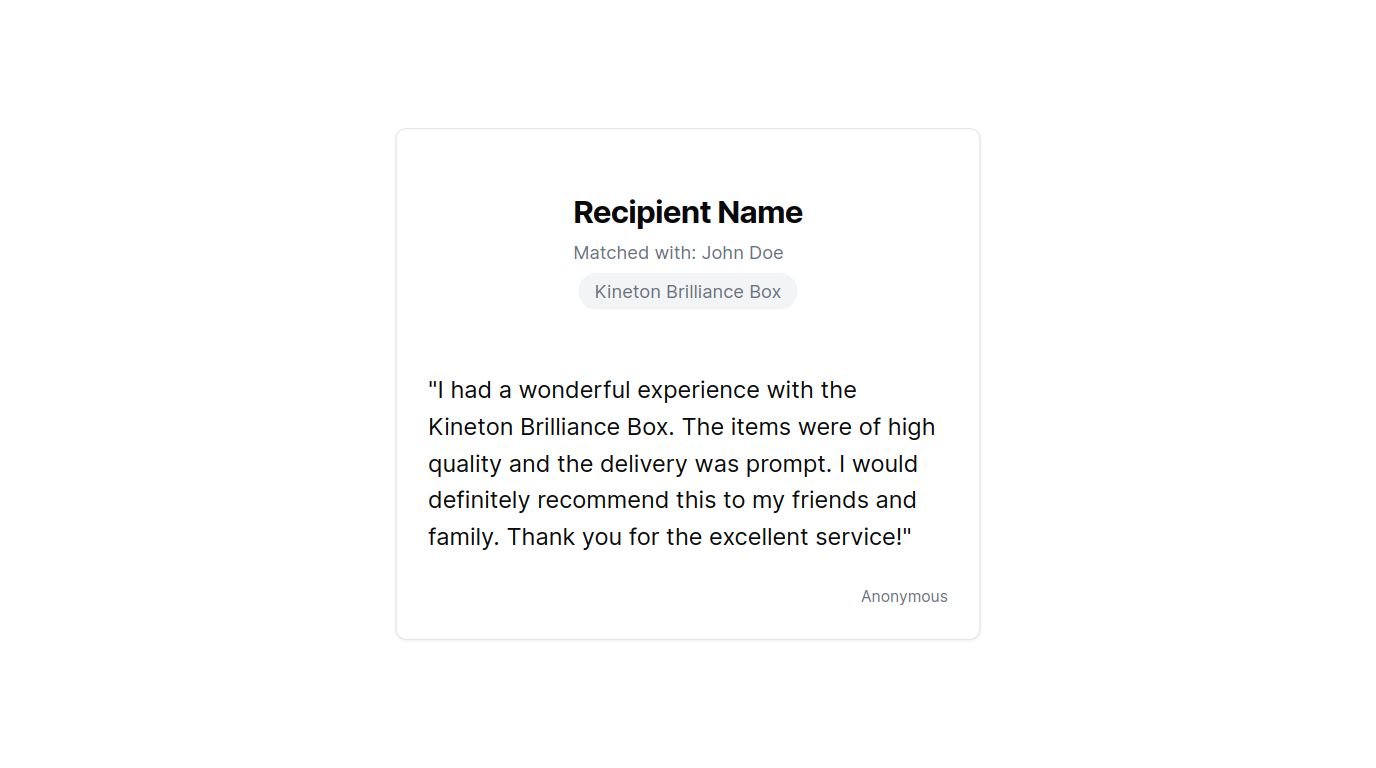 Recipient Name
Matched with: John Doe
Kineton Brilliance Box
"I had a wonderful experience with the
Kineton Brilliance Box. The items were of high
quality and the delivery was prompt. I would
definitely recommend this to my friends and
family. Thank you for the excellent service!"
Anonymous